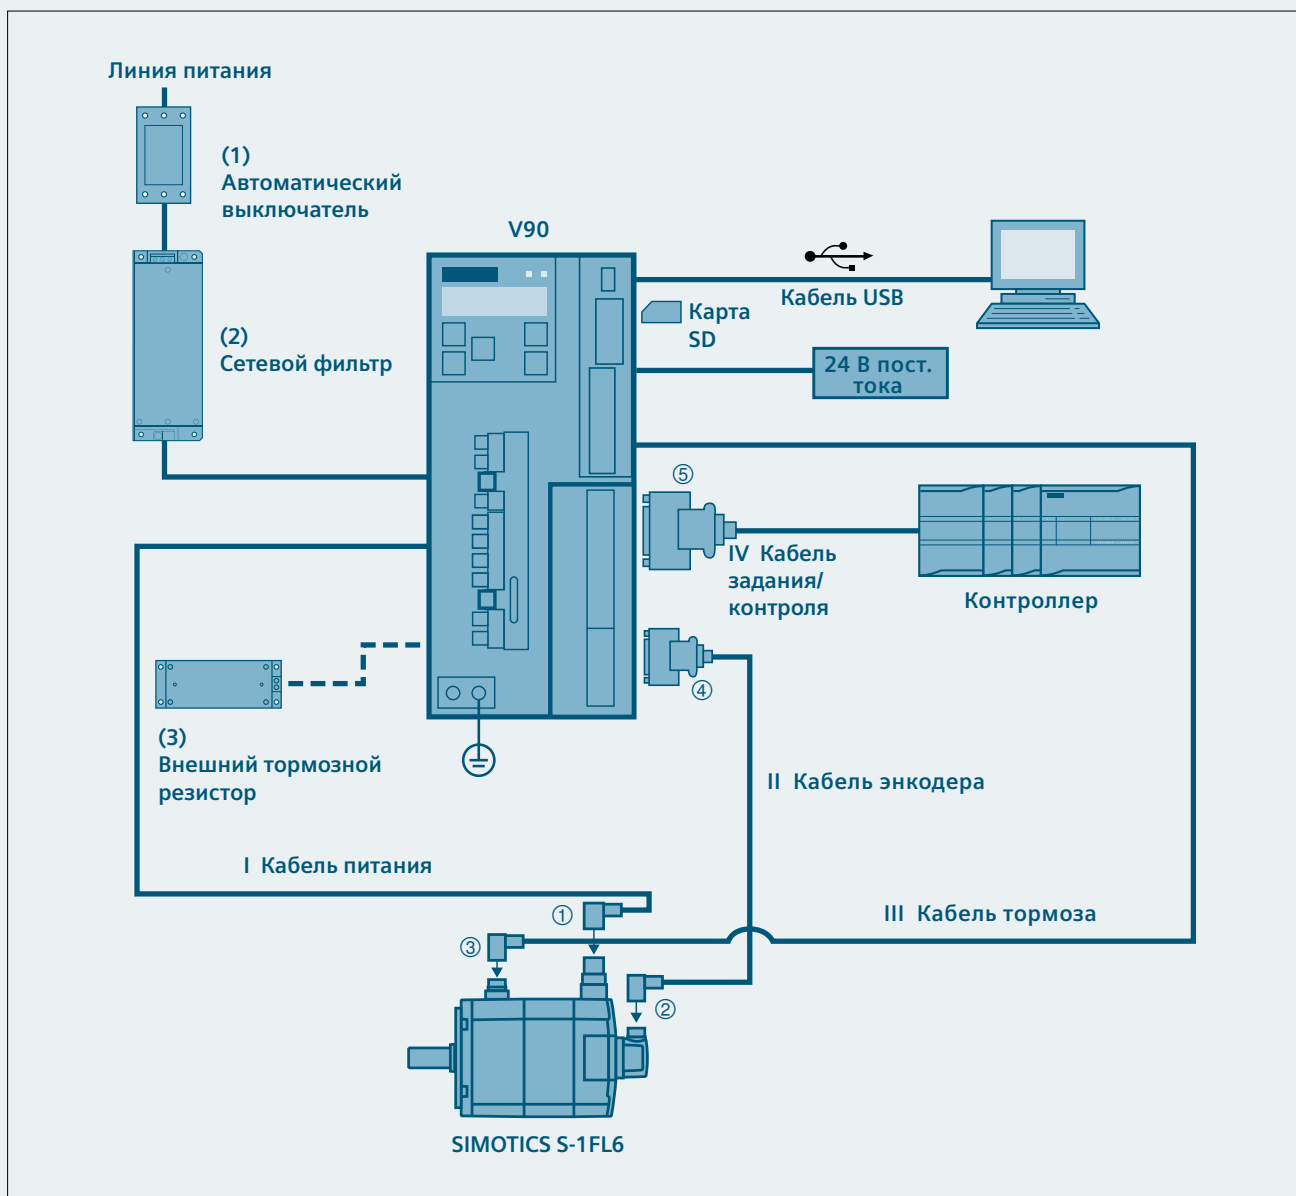 Линия питания
(1)
Автоматический
выключатель
V90
Кабель USB
Карта
SD
(2)
Сетевой фильтр
24 В пост.
тока
⑤
IV Кабель
задания/
контроля
Контроллер
④
(3)
Внешний тормозной
резистор
II Кабель энкодера
I Кабель питания
①
III Кабель тормоза
③
②
SIMOTICS S-1FL6